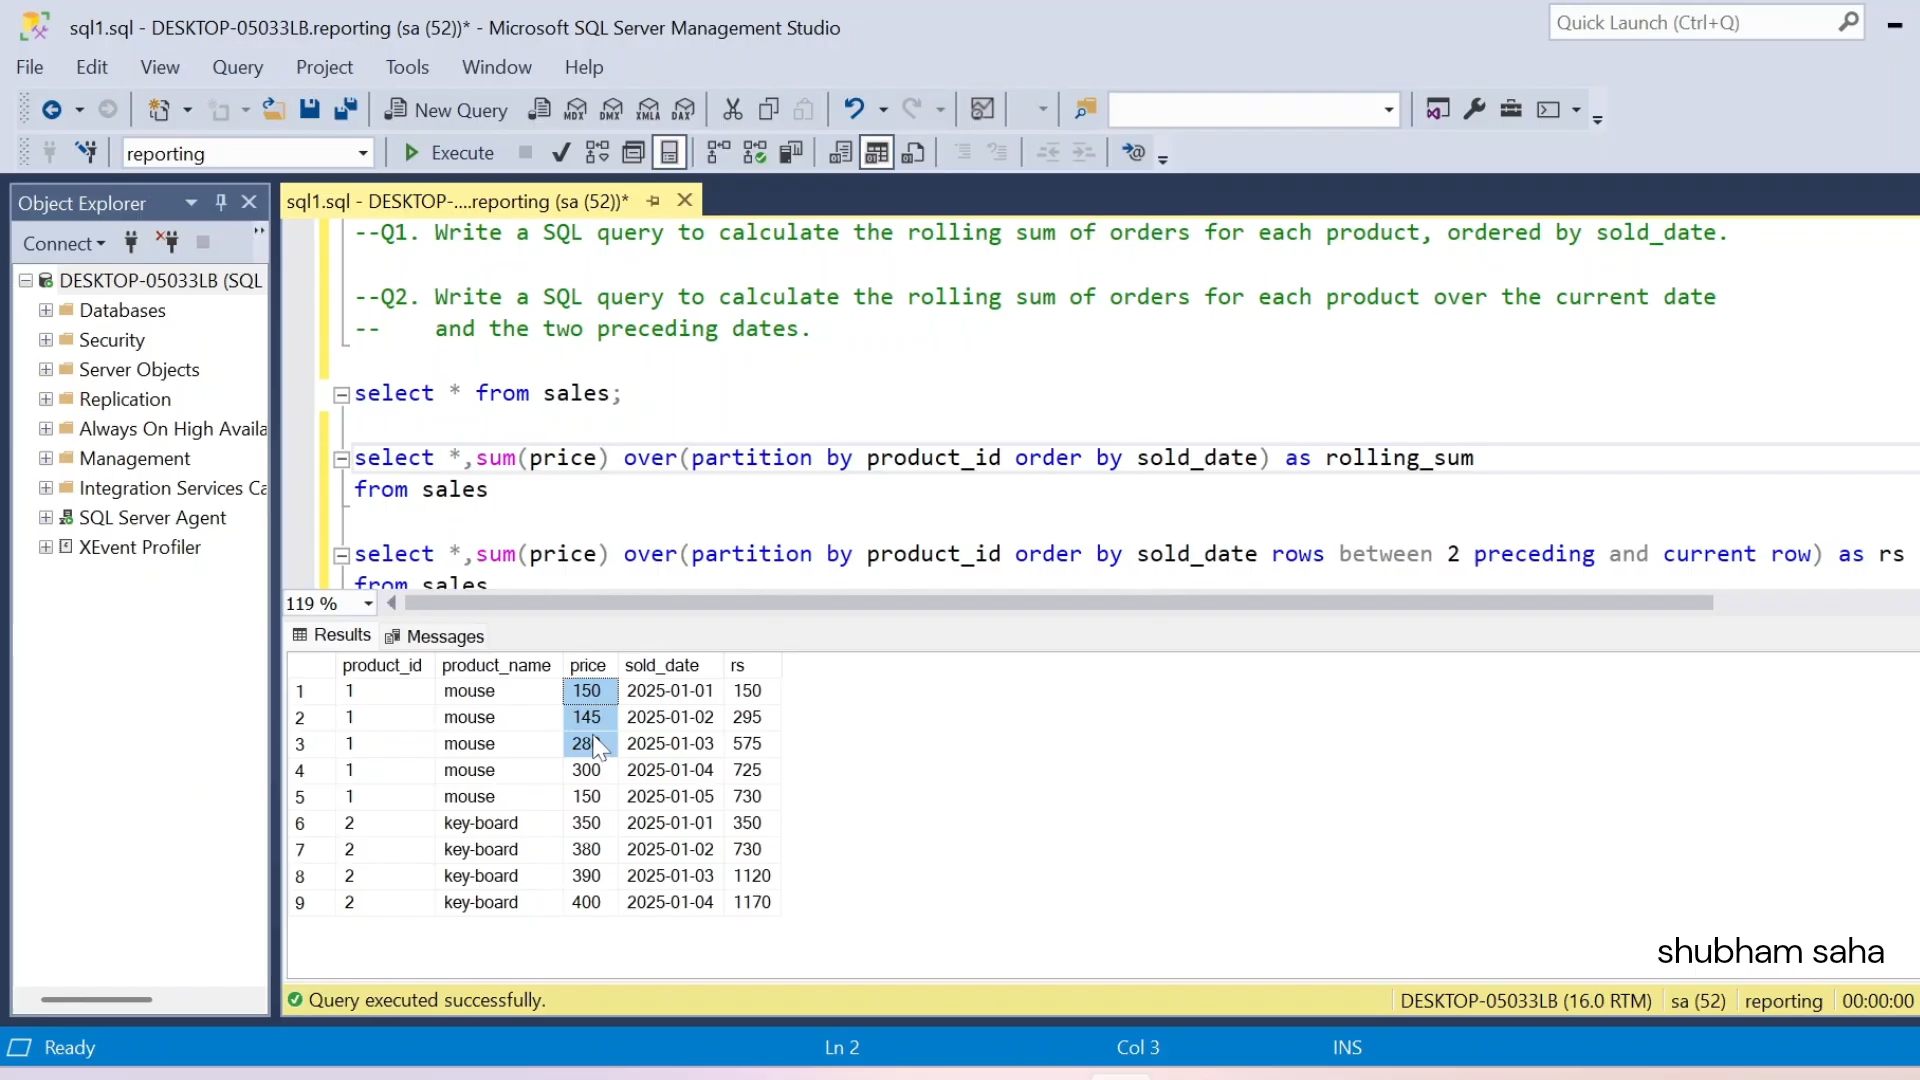 sql1.sql - DESKTOP-05033LB.reporting (sa (52))* - Microsoft SQL Server Management Studio
Quick Launch (Ctrl+Q)
File Edit View Query Project Tools Window Help
New Query MDX DMX XMLA DAX
reporting Execute
Object Explorer
sql1.sql - DESKTOP-....reporting (sa (52))*
Connect
DESKTOP-05033LB (SQL
Databases
Security
Server Objects
Replication
Always On High Availa
Management
Integration Services Ca
SQL Server Agent
XEvent Profiler
--Q1. Write a SQL query to calculate the rolling sum of orders for each product, ordered by sold_date.
--Q2. Write a SQL query to calculate the rolling sum of orders for each product over the current date
-- and the two preceding dates.
select * from sales;
select *,sum(price) over(partition by product_id order by sold_date) as rolling_sum
from sales
select *,sum(price) over(partition by product_id order by sold_date rows between 2 preceding and current row) as rs
from sales
119 %
Results Messages
product_id product_name price sold_date rs
1 1 mouse 150 2025-01-01 150
2 1 mouse 145 2025-01-02 295
3 1 mouse 28 2025-01-03 575
4 1 mouse 300 2025-01-04 725
5 1 mouse 150 2025-01-05 730
6 2 key-board 350 2025-01-01 350
7 2 key-board 380 2025-01-02 730
8 2 key-board 390 2025-01-03 1120
9 2 key-board 400 2025-01-04 1170
shubham saha
Query executed successfully.
DESKTOP-05033LB (16.0 RTM) sa (52) reporting 00:00:00
Ready Ln 2 Col 3 INS